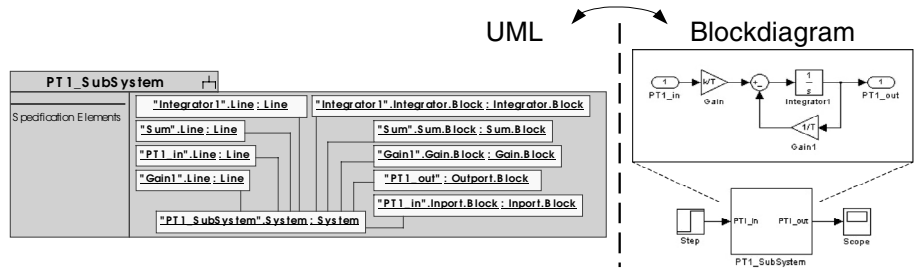 UML
Blockdiagram
PT1_SubSystem
Specification Elements
"Integrator1".Line : Line
"Integrator1".Integrator.Block : Integrator.Block
"Sum".Line : Line
"Sum".Sum.Block : Sum.Block
"PT1_in".Line : Line
"Gain1".Gain.Block : Gain.Block
"Gain1".Line : Line
"PT1_out" : Outport.Block
"PT1_in".Inport.Block : Inport.Block
"PT1_SubSystem".System : System
1
PT1_in
k/T
Gain
1
s
Integrator1
1
PT1_out
1/T
Gain1
Step
PT1_in
PT1_out
PT1_SubSystem
Scope